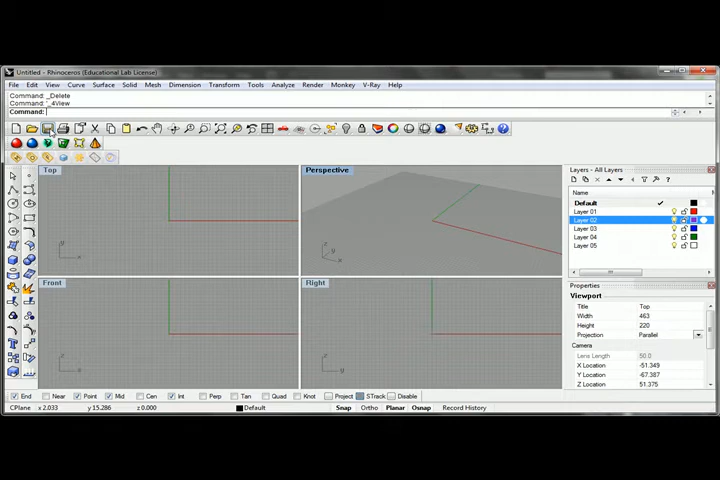 Untitled - Rhinoceros (Educational Lab License)
File Edit View Curve Surface Solid Mesh Dimension Transform Tools Analyze Render Monkey V-Ray Help
Command: _Delete
Command: '_4View
Command:
Top
Perspective
Front
Right
y
x
z
y
x
z
x
z
y
Layers - All Layers
Name
Default
Layer 01
Layer 02
Layer 03
Layer 04
Layer 05
Properties
Viewport
Title Top
Width 463
Height 220
Projection Parallel
Camera
Lens Length 50.0
X Location -51.349
Y Location -67.387
Z Location 51.375
End Near Point Mid Cen Int Perp Tan Quad Knot Project STrack Disable
CPlane x 2.033 y 15.286 z 0.000 Default Snap Ortho Planar Osnap Record History